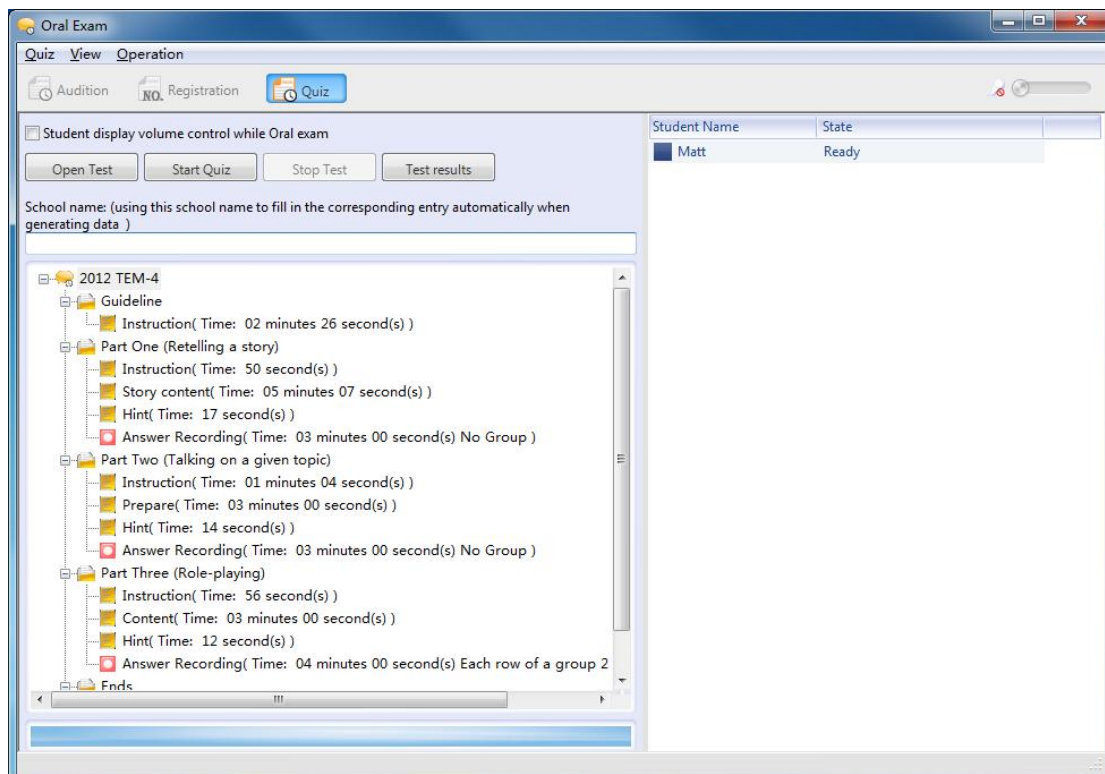 Oral Exam
Quiz View Operation
Audition NO. Registration Quiz
Student display volume control while Oral exam
Open Test Start Quiz Stop Test Test results
School name: (using this school name to fill in the corresponding entry automatically when
generating data )
2012 TEM-4
Guideline
Instruction( Time: 02 minutes 26 second(s) )
Part One (Retelling a story)
Instruction( Time: 50 second(s) )
Story content( Time: 05 minutes 07 second(s) )
Hint( Time: 17 second(s) )
Answer Recording( Time: 03 minutes 00 second(s) No Group )
Part Two (Talking on a given topic)
Instruction( Time: 01 minutes 04 second(s) )
Prepare( Time: 03 minutes 00 second(s) )
Hint( Time: 14 second(s) )
Answer Recording( Time: 03 minutes 00 second(s) No Group )
Part Three (Role-playing)
Instruction( Time: 56 second(s) )
Content( Time: 03 minutes 00 second(s) )
Hint( Time: 12 second(s) )
Answer Recording( Time: 04 minutes 00 second(s) Each row of a group 2
Ends
Student Name State
Matt Ready